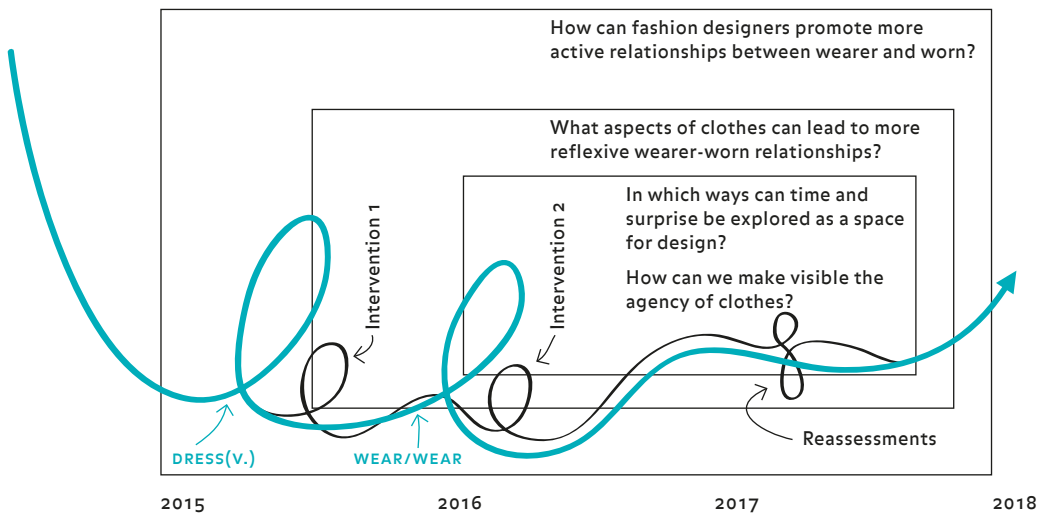 How can fashion designers promote more
active relationships between wearer and worn?
What aspects of clothes can lead to more
reflexive wearer-worn relationships?
In which ways can time and
surprise be explored as a space
for design?
How can we make visible the
agency of clothes?
Intervention 1
Intervention 2
Reassessments
DRESS(V.)
WEAR/WEAR
2015
2016
2017
2018